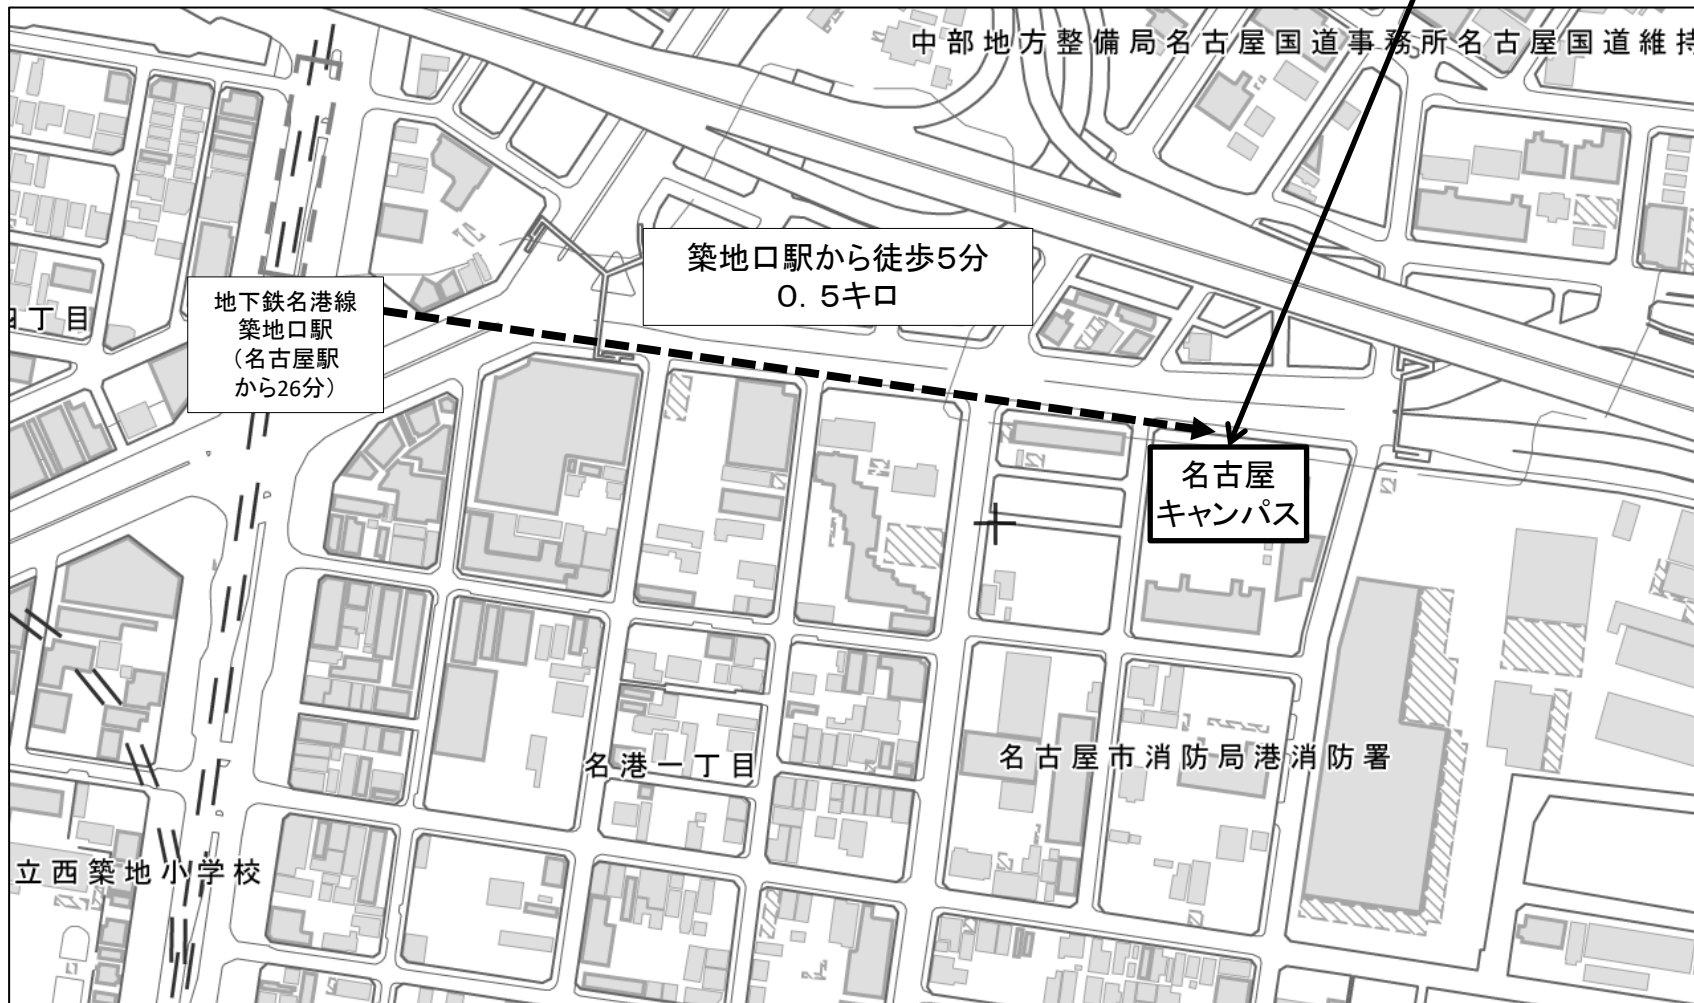 中部地方整備局名古屋国道事務所名古屋国道維持
築地口駅から徒歩5分
０．５キロ
地下鉄名港線
築地口駅
（名古屋駅
から26分）
丁目
名古屋
キャンパス
名港一丁目
名古屋市消防局港消防署
立西築地小学校